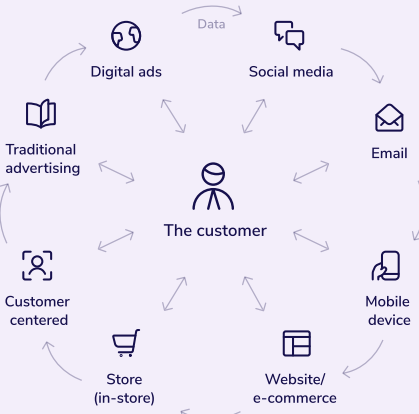 Data
Digital ads
Social media
Traditional
advertising
Email
The customer
Customer
centered
Mobile
device
Store
(in-store)
Website/
e-commerce